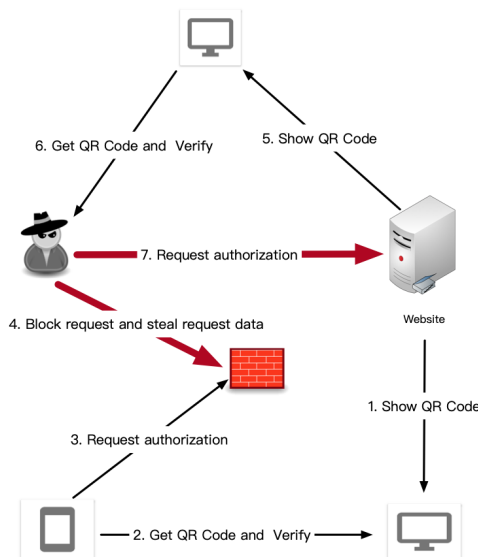 6. Get QR Code and Verify
5. Show QR Code
7. Request authorization
Website
4. Block request and steal request data
1. Show QR Code
3. Request authorization
2. Get QR Code and Verify